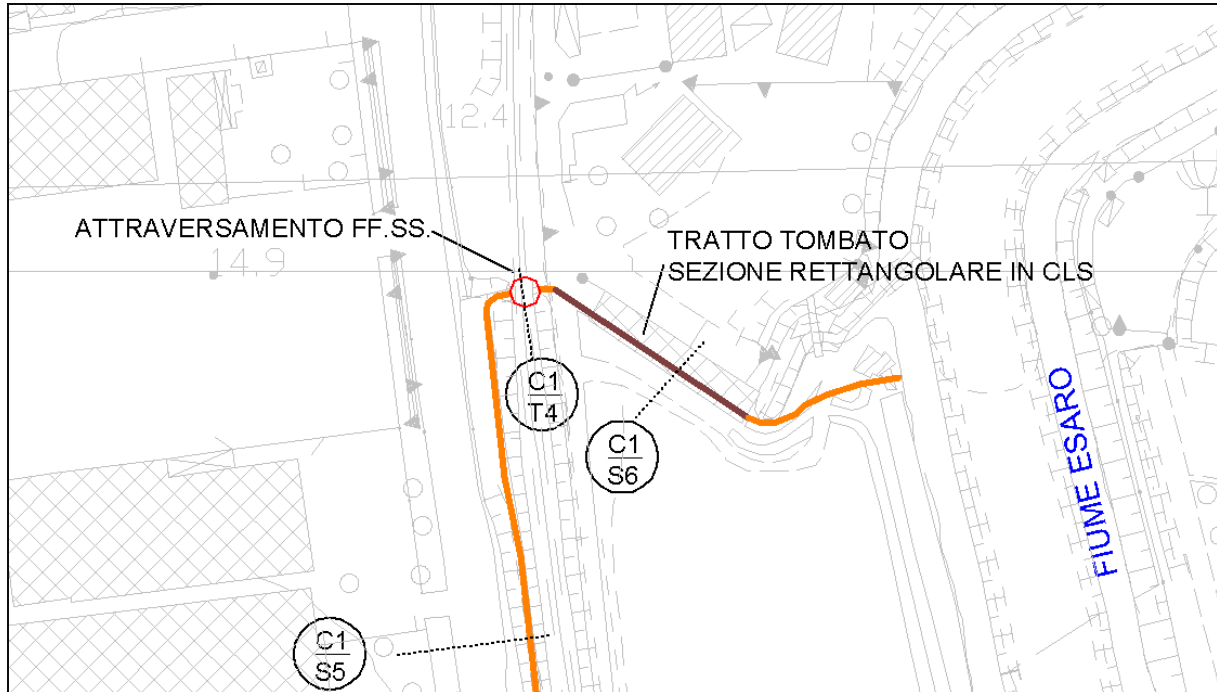 12.4
ATTRAVERSAMENTO FF.SS.
14.9
TRATTO TOMBATO
SEZIONE RETTANGOLARE IN CLS
C1
T4
C1
S6
FIUME ESARO
C1
S5